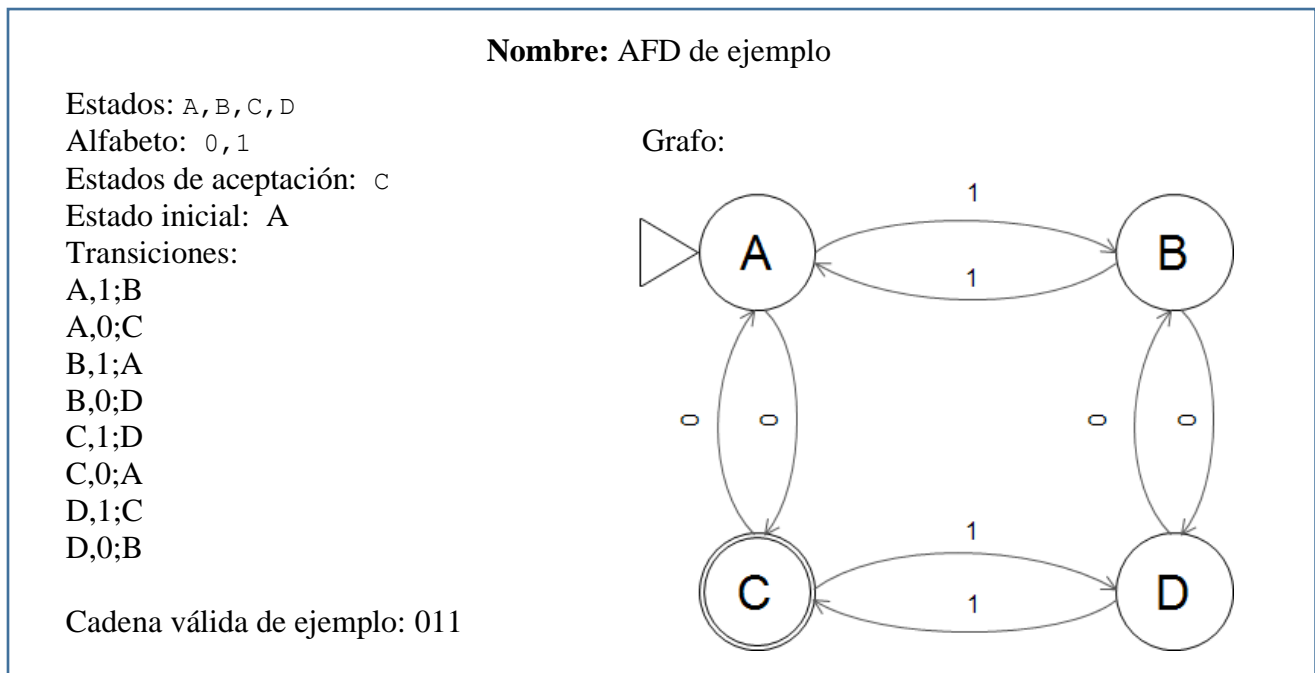 Nombre: AFD de ejemplo
Estados: A,B,C,D
Alfabeto: 0,1
Estados de aceptación: C
Estado inicial: A
Transiciones:
A,1;B
A,0;C
B,1;A
B,0;D
C,1;D
C,0;A
D,1;C
D,0;B
Cadena válida de ejemplo: 011
Grafo:
1
A
B
1
0
0
0
0
1
C
D
1